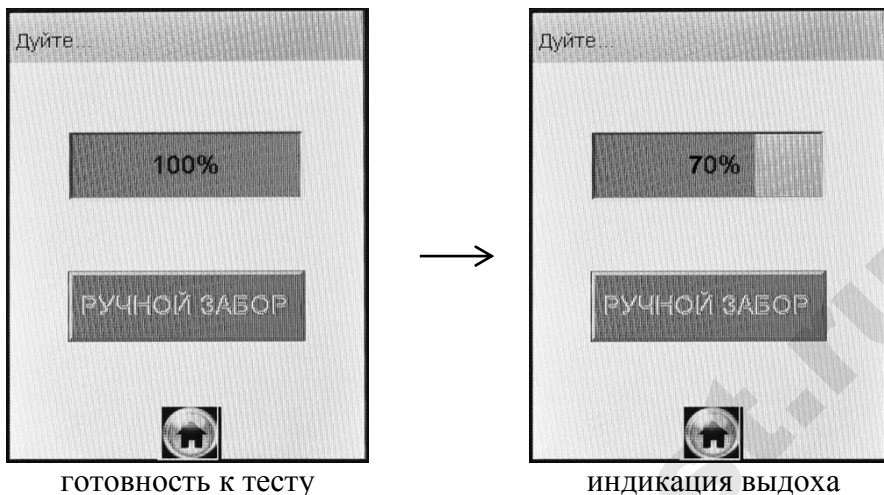 Дуйте...
100%
РУЧНОЙ ЗАБОР
готовность к тесту
Дуйте...
70%
РУЧНОЙ ЗАБОР
индикация выдоха